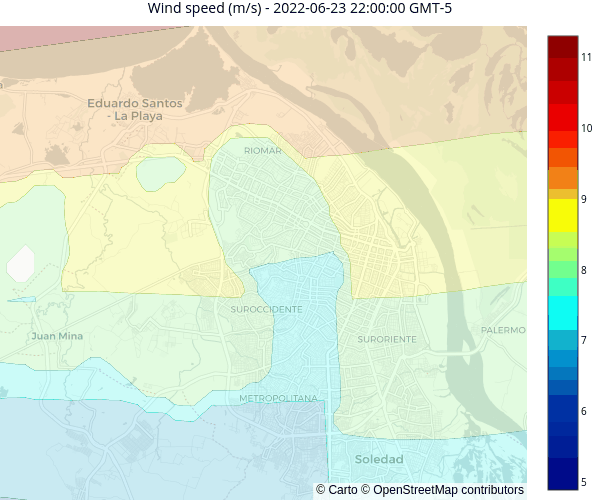 Wind speed (m/s) - 2022-06-23 22:00:00 GMT-5
Eduardo Santos
- La Playa
RIOMAR
SUROCCIDENTE
Juan Mina
SURORIENTE
PALERMO
METROPOLITANA
Soledad
© Carto © OpenStreetMap contributors
11
10
9
8
7
6
5